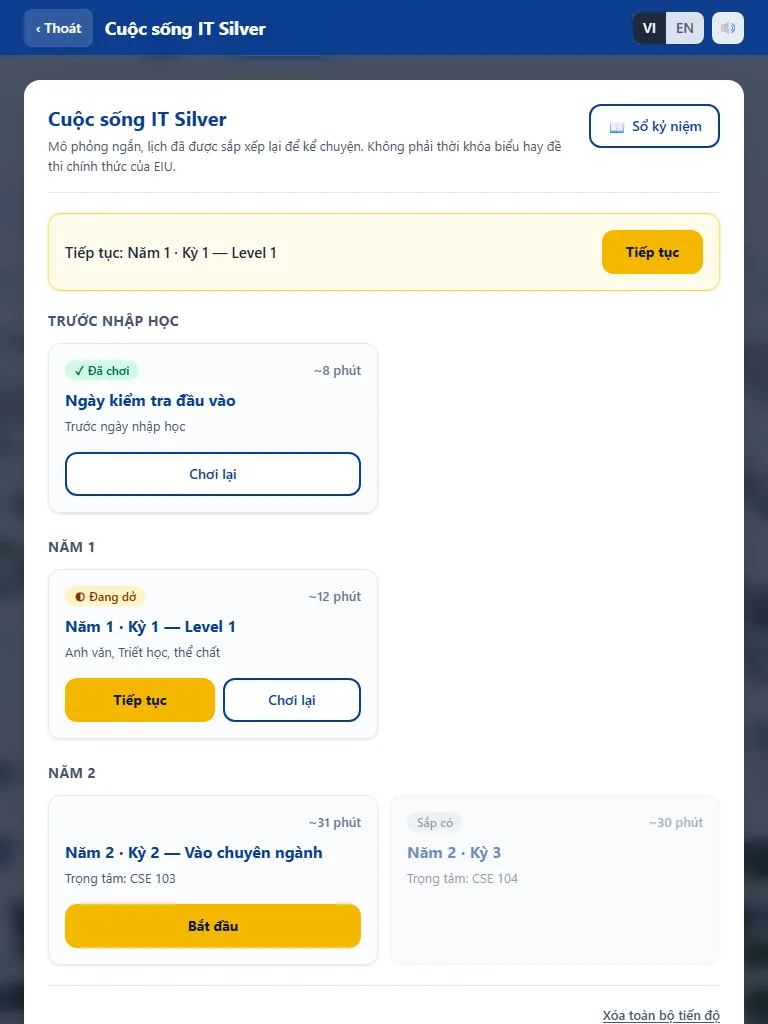 ‹ Thoát
Cuộc sống IT Silver
VI
EN
Cuộc sống IT Silver
Mô phỏng ngắn, lịch đã được sắp xếp lại để kể chuyện. Không phải thời khóa biểu hay đề
thi chính thức của EIU.
Sổ kỷ niệm
Tiếp tục: Năm 1 · Kỳ 1 — Level 1
Tiếp tục
TRƯỚC NHẬP HỌC
✓ Đã chơi
~8 phút
Ngày kiểm tra đầu vào
Trước ngày nhập học
Chơi lại
NĂM 1
◐ Đang dở
~12 phút
Năm 1 · Kỳ 1 — Level 1
Anh văn, Triết học, thể chất
Tiếp tục
Chơi lại
NĂM 2
~31 phút
Năm 2 · Kỳ 2 — Vào chuyên ngành
Trọng tâm: CSE 103
Bắt đầu
Sắp có
~30 phút
Năm 2 · Kỳ 3
Trọng tâm: CSE 104
Xóa toàn bộ tiến độ